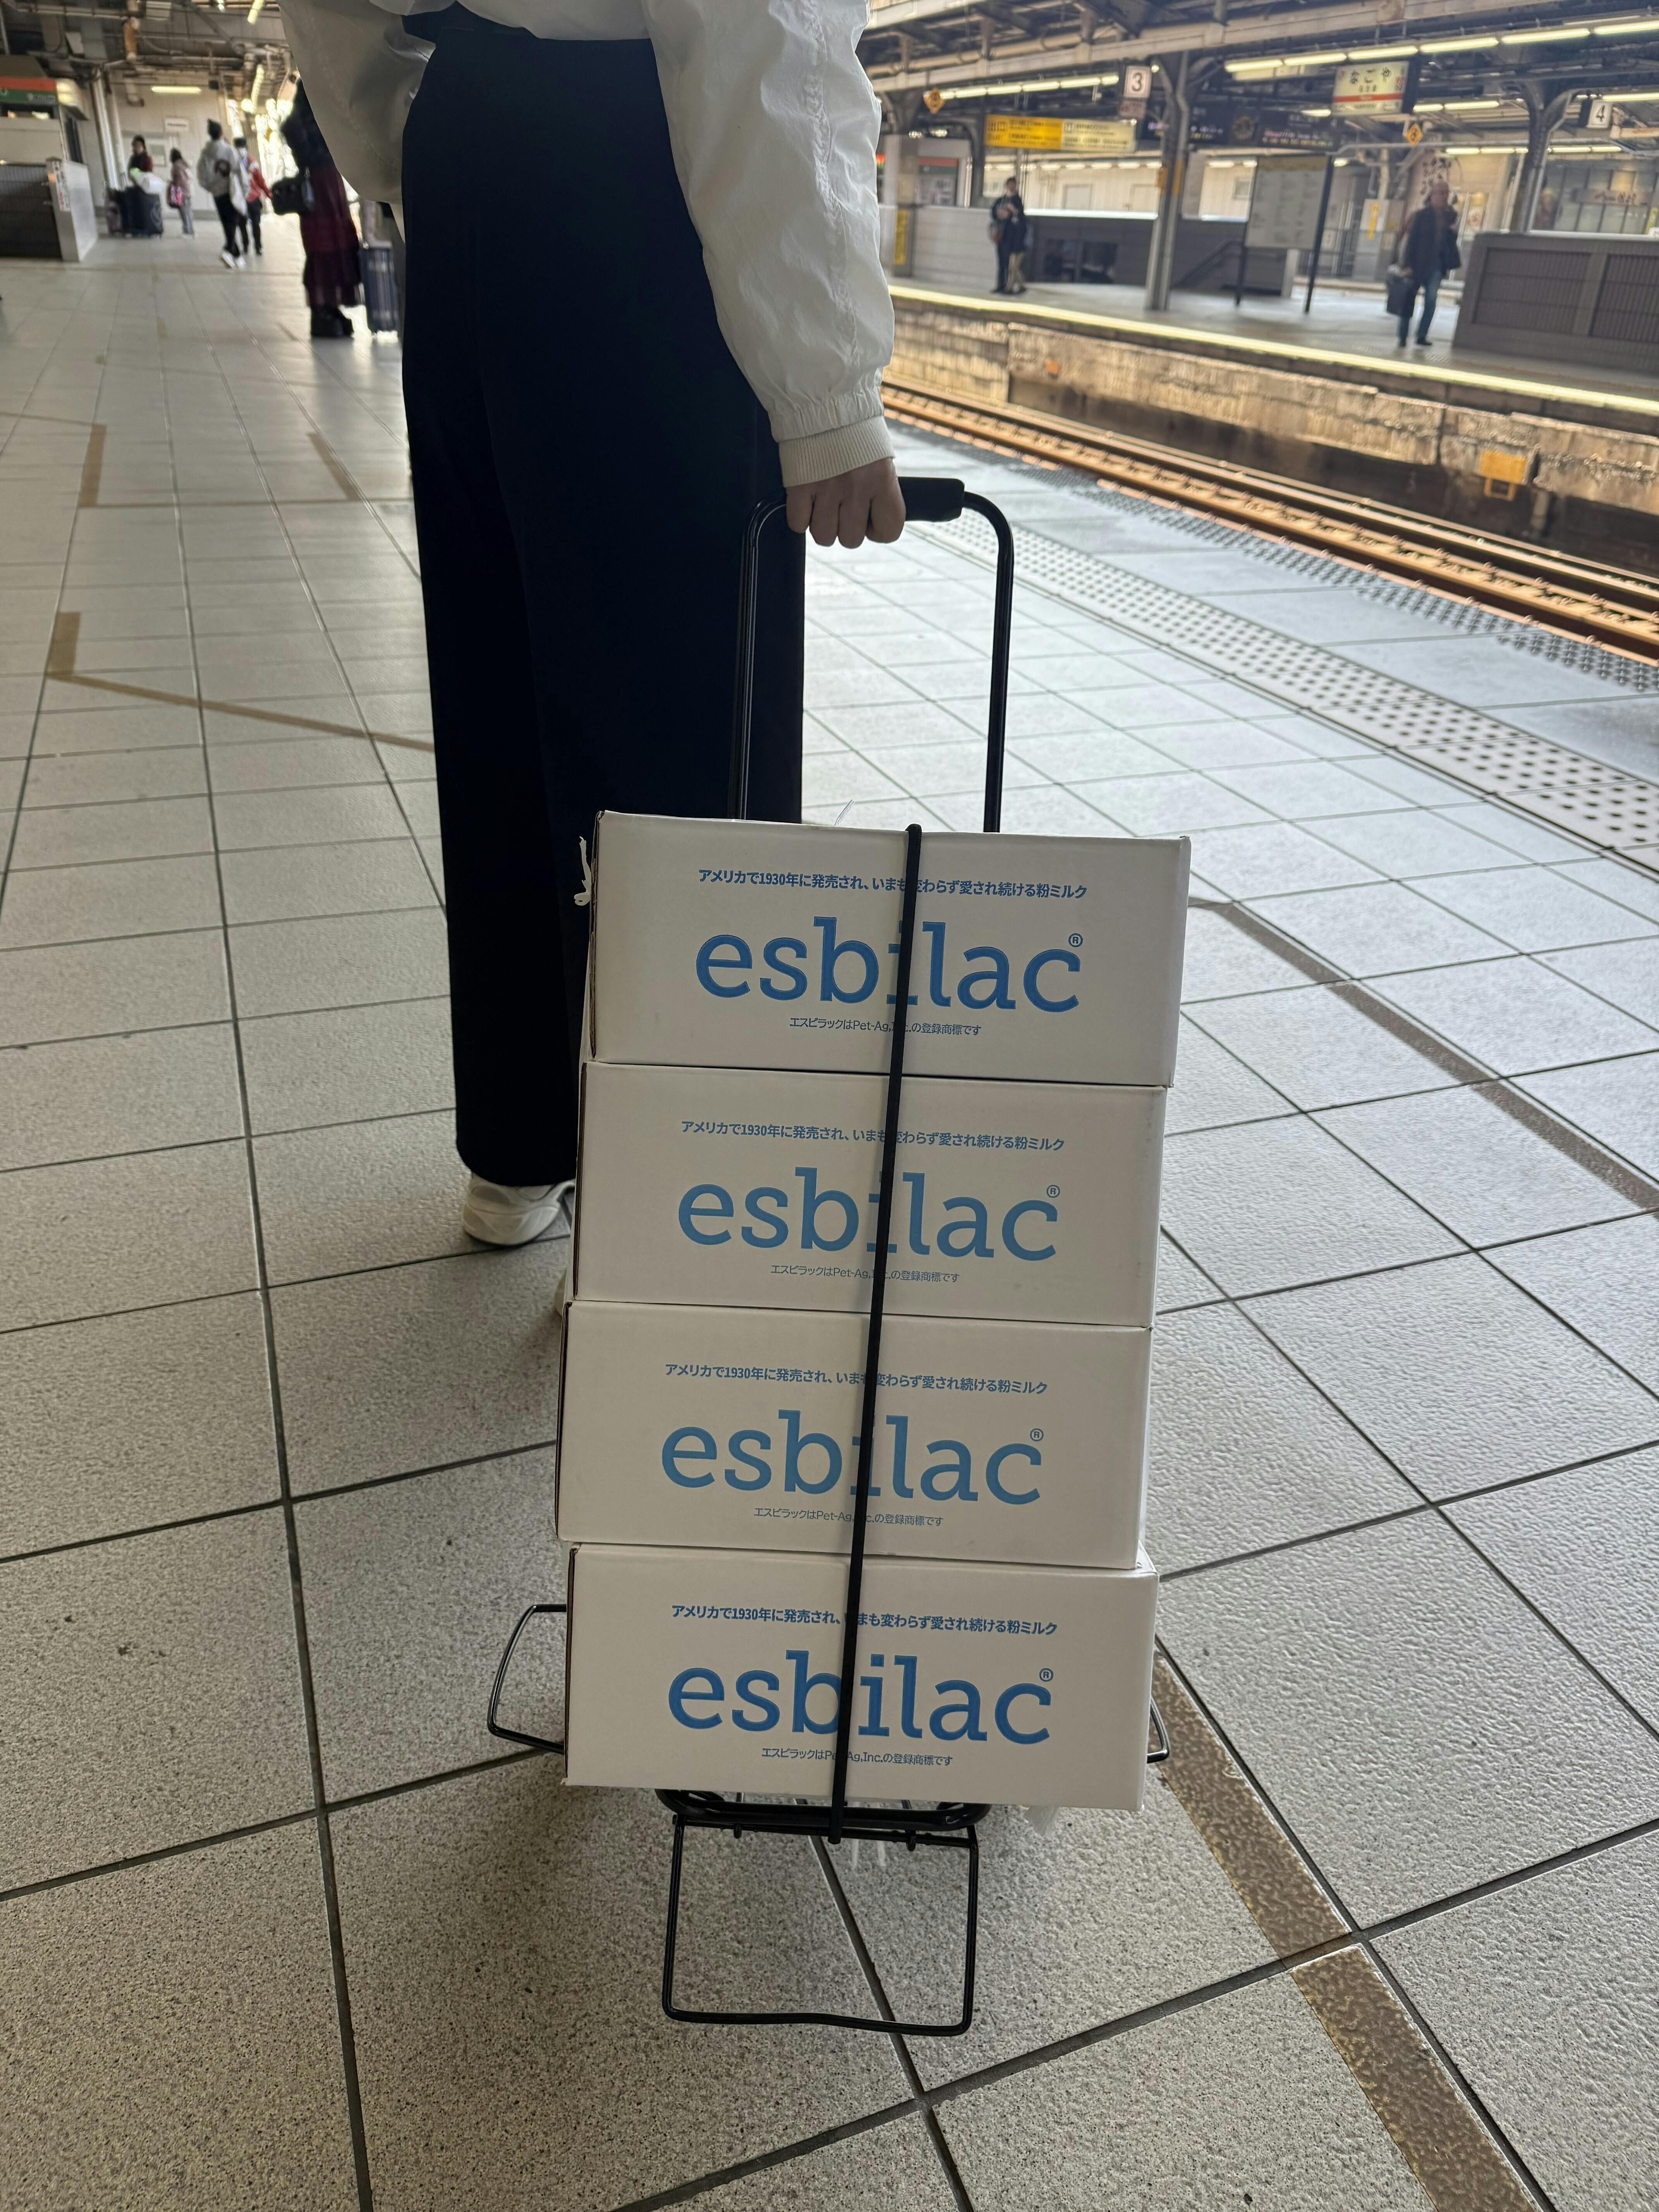 3
なごや
4
アメリカで1930年に発売され、いまも変わらず愛され続ける粉ミルク
esbilac®
エスビラックはPet-Ag,Inc.の登録商標です
アメリカで1930年に発売され、いまも変わらず愛され続ける粉ミルク
esbilac®
エスビラックはPet-Ag,Inc.の登録商標です
アメリカで1930年に発売され、いまも変わらず愛され続ける粉ミルク
esbilac®
エスビラックはPet-Ag,Inc.の登録商標です
アメリカで1930年に発売され、いまも変わらず愛され続ける粉ミルク
esbilac®
エスビラックはPet-Ag,Inc.の登録商標です